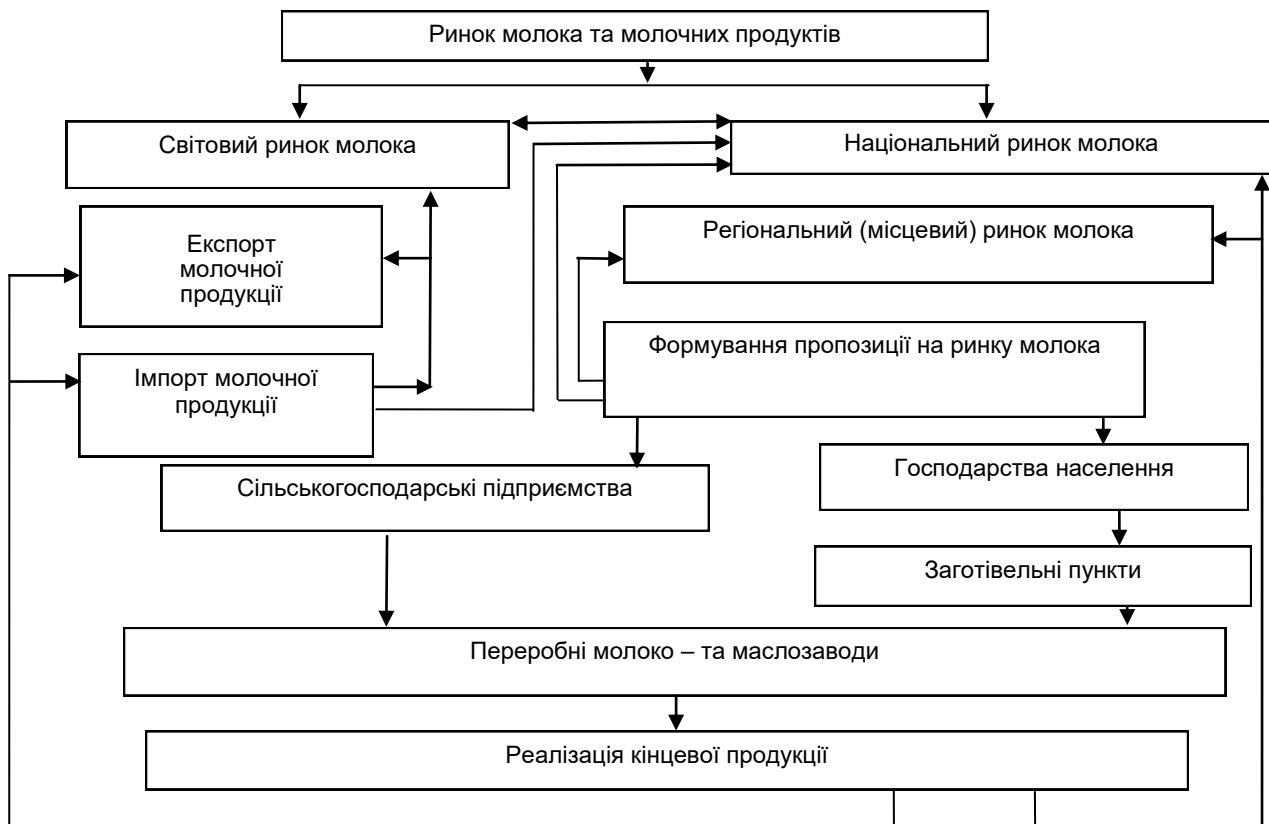 Ринок молока та молочних продуктів
Світовий ринок молока
Національний ринок молока
Експорт
молочної
продукції
Регіональний (місцевий) ринок молока
Імпорт молочної
продукції
Формування пропозиції на ринку молока
Сільськогосподарські підприємства
Господарства населення
Заготівельні пункти
Переробні молоко – та маслозаводи
Реалізація кінцевої продукції